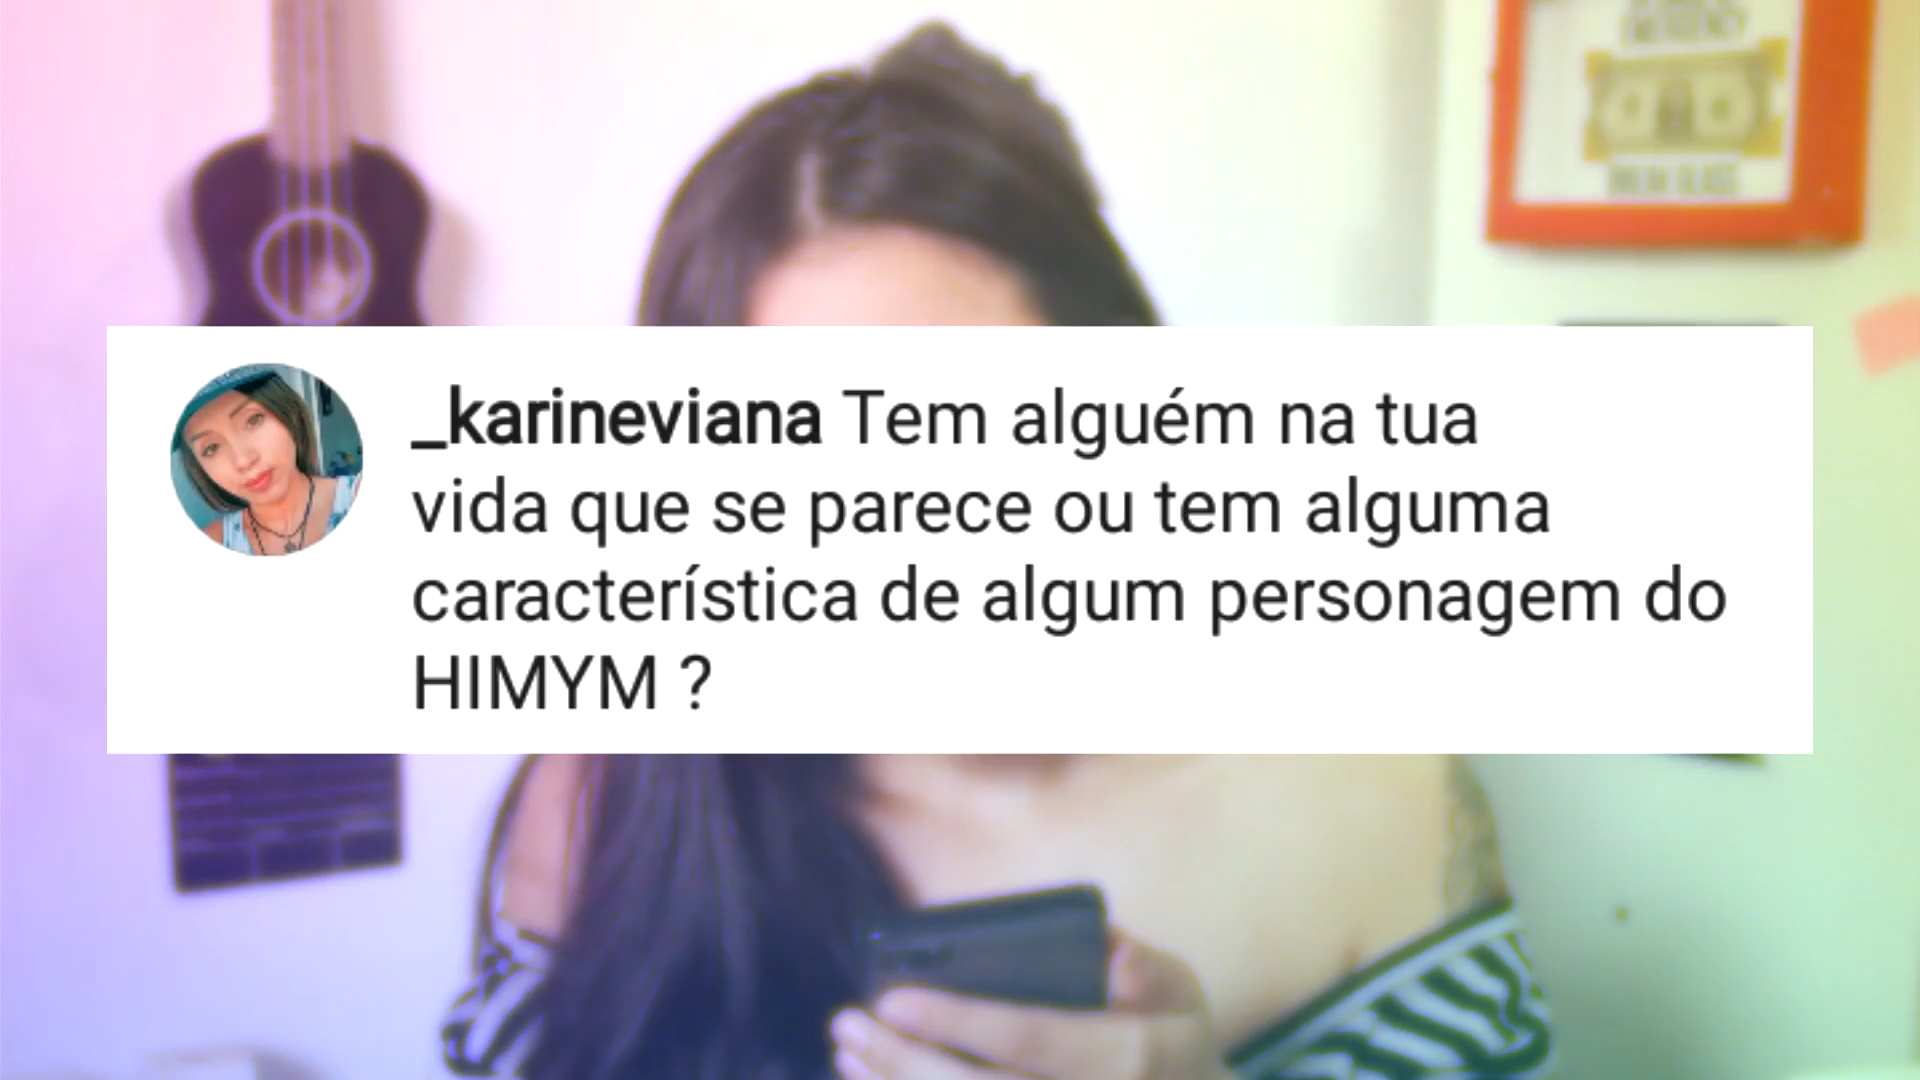 _karineviana Tem alguém na tua
vida que se parece ou tem alguma
característica de algum personagem do
HIMYM ?